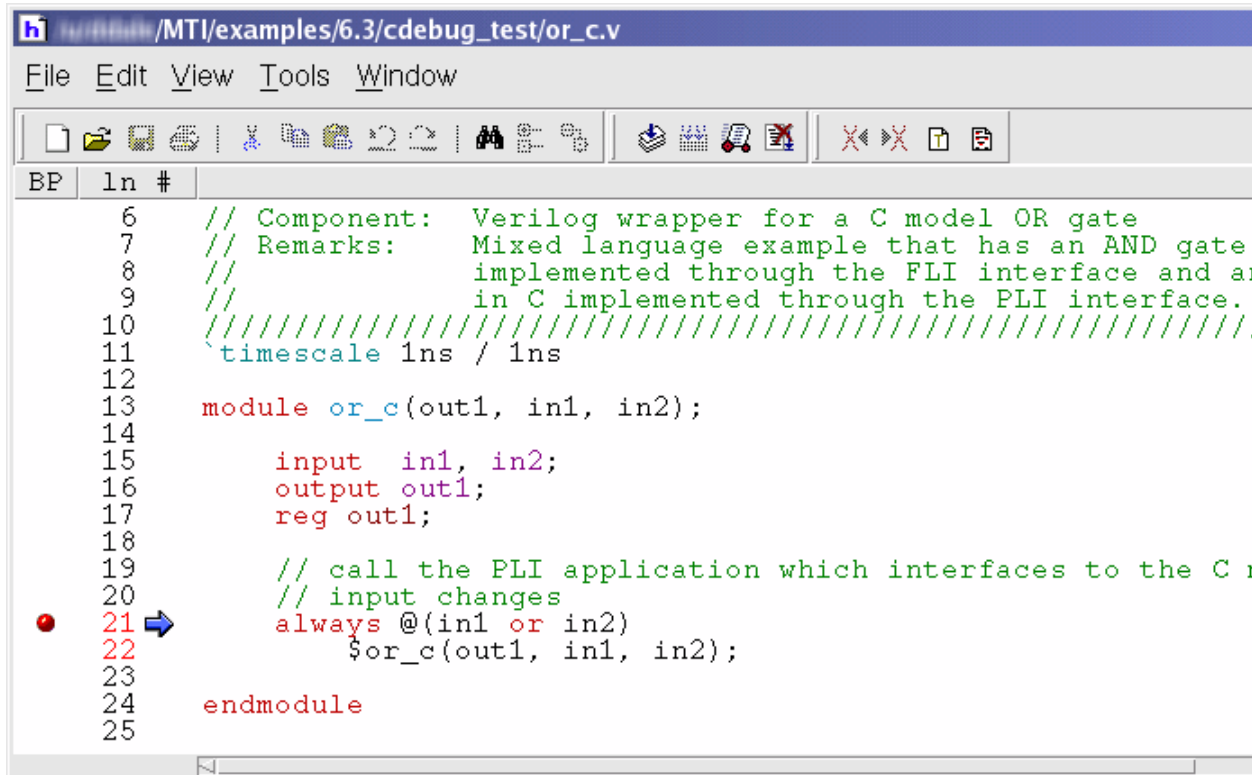 /MTI/examples/6.3/cdebug_test/or_c.v
File Edit View Tools Window
BP ln #
6 // Component: Verilog wrapper for a C model OR gate
7 // Remarks: Mixed language example that has an AND gate
8 // implemented through the FLI interface and
9 // in C implemented through the PLI interface.
10 //////////////////////////////////////////////////////////
11 `timescale 1ns / 1ns
12
13 module or_c(out1, in1, in2);
14
15 input in1, in2;
16 output out1;
17 reg out1;
18
19 // call the PLI application which interfaces to the C
20 // input changes
21 always @(in1 or in2)
22 $or_c(out1, in1, in2);
23
24 endmodule
25